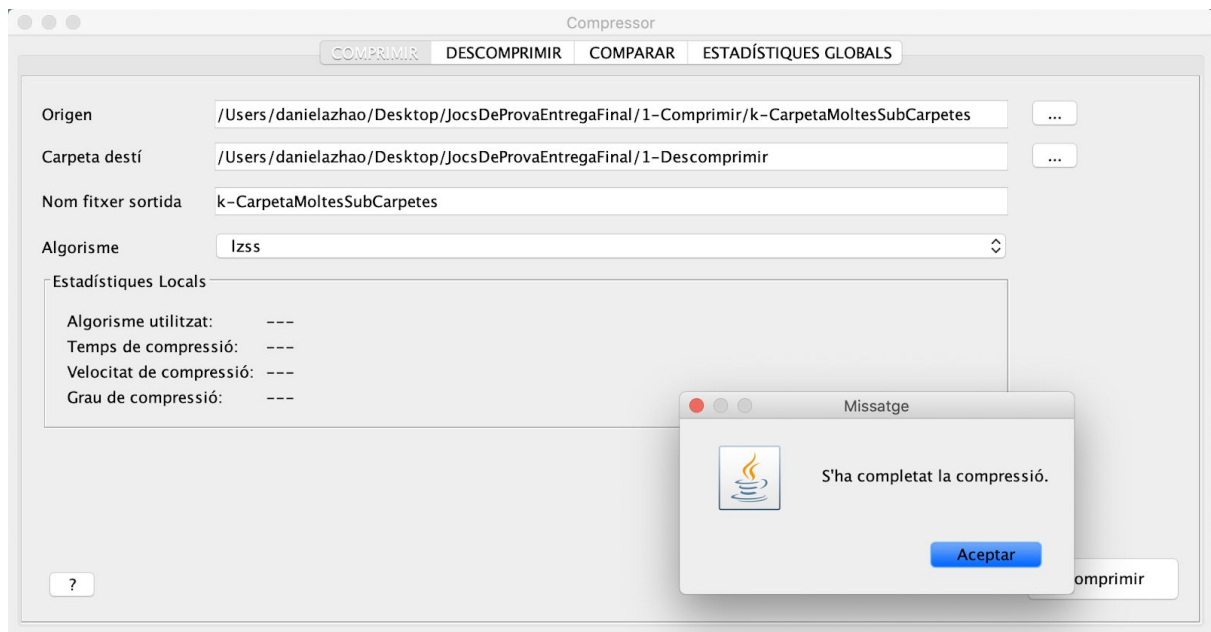 Compressor
COMPRIMIR DESCOMPRIMIR COMPARAR ESTADÍSTIQUES GLOBALS
Origen /Users/danielazhao/Desktop/JocsDeProvaEntregaFinal/1-Comprimir/k-CarpetaMoltesSubCarpetes ...
Carpeta destí /Users/danielazhao/Desktop/JocsDeProvaEntregaFinal/1-Descomprimir ...
Nom fitxer sortida k-CarpetaMoltesSubCarpetes
Algorisme lzss
Estadístiques Locals
Algorisme utilitzat: ---
Temps de compressió: ---
Velocitat de compressió: ---
Grau de compressió: ---
Missatge
S'ha completat la compressió.
Aceptar
? omprimir